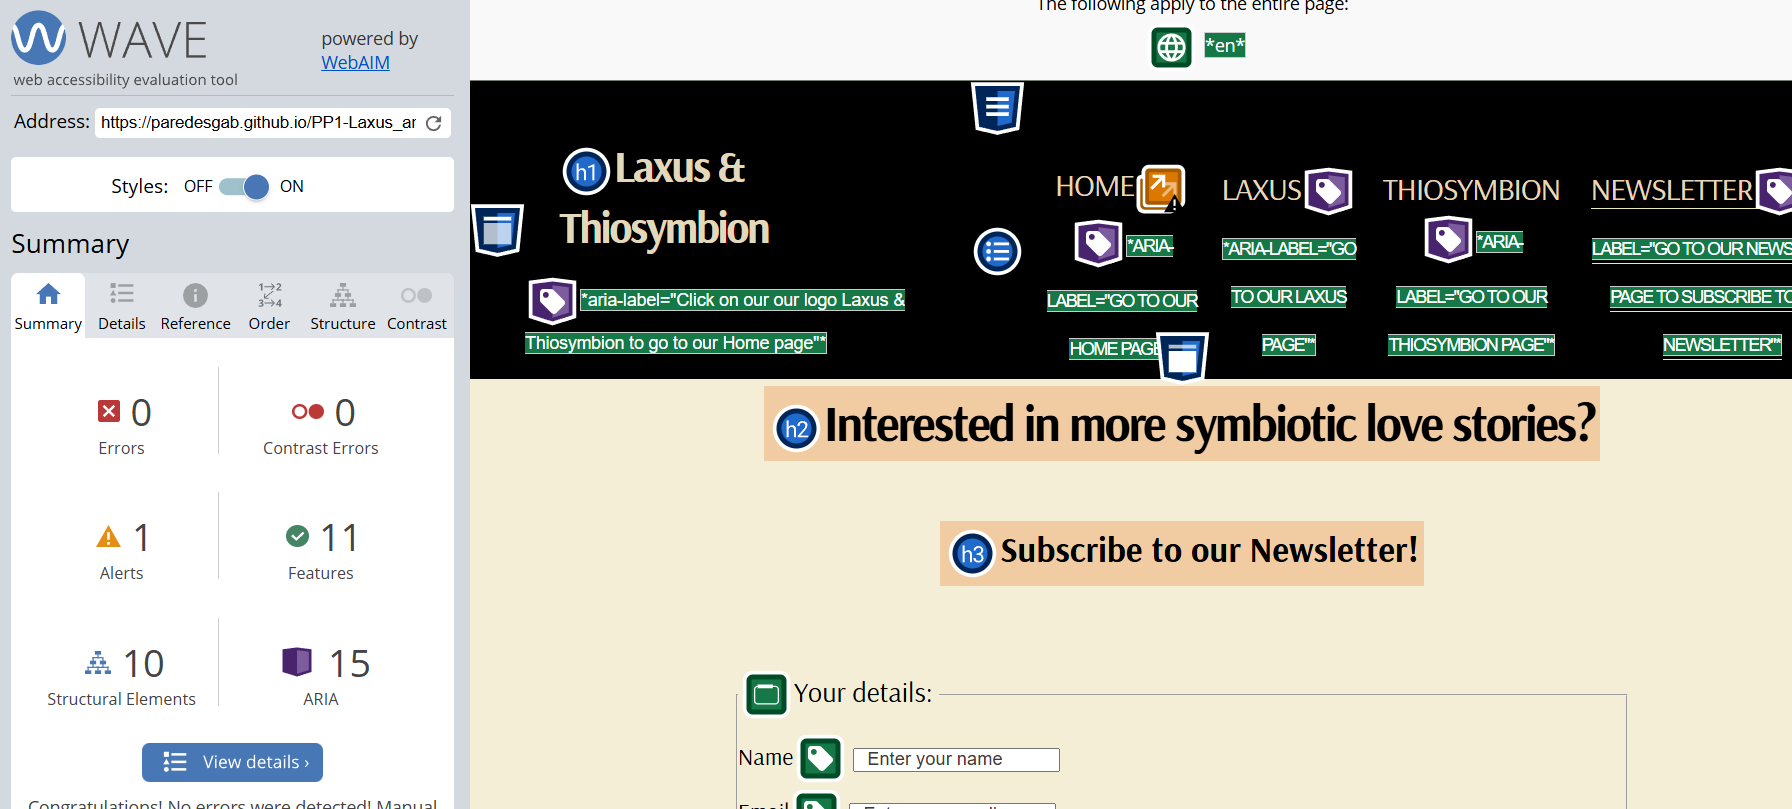 WAVE
powered by
WebAIM
web accessibility evaluation tool
Address: https://paredesgab.github.io/PP1-Laxus_ar
Styles: OFF ON
Summary
Summary Details Reference Order Structure Contrast
0 Errors
0 Contrast Errors
1 Alerts
11 Features
10 Structural Elements
15 ARIA
View details ›
Congratulations! No errors were detected! Manual
The following apply to the entire page:
*en*
h1 Laxus &
Thiosymbion
*aria-label="Click on our our logo Laxus &
Thiosymbion to go to our Home page"*
HOME
*ARIA-
LABEL="GO TO OUR
HOME PAGE
LAXUS
*ARIA-LABEL="GO
TO OUR LAXUS
PAGE"*
THIOSYMBION
*ARIA-
LABEL="GO TO OUR
THIOSYMBION PAGE"*
NEWSLETTER
LABEL="GO TO OUR NEWS
PAGE TO SUBSCRIBE TO
NEWSLETTER"*
h2 Interested in more symbiotic love stories?
h3 Subscribe to our Newsletter!
Your details:
Name Enter your name